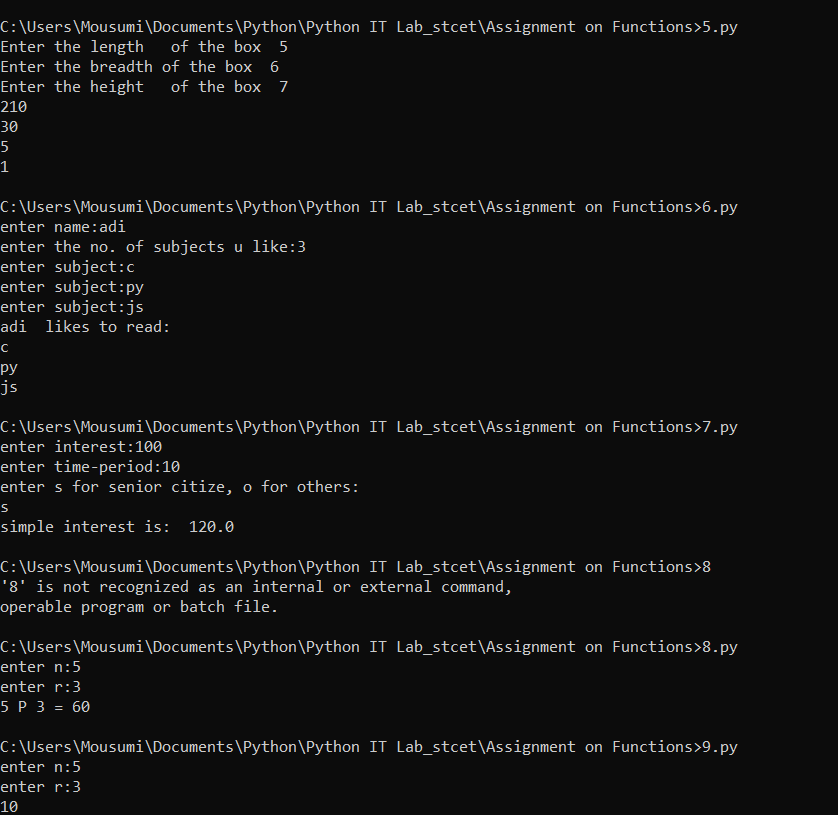 C:\Users\Mousumi\Documents\Python\Python IT Lab_stcet\Assignment on Functions>5.py
Enter the length   of the box  5
Enter the breadth of the box  6
Enter the height   of the box  7
210
30
5
1
C:\Users\Mousumi\Documents\Python\Python IT Lab_stcet\Assignment on Functions>6.py
enter name:adi
enter the no. of subjects u like:3
enter subject:c
enter subject:py
enter subject:js
adi  likes to read:
c
py
js
C:\Users\Mousumi\Documents\Python\Python IT Lab_stcet\Assignment on Functions>7.py
enter interest:100
enter time-period:10
enter s for senior citize, o for others:
s
simple interest is:  120.0
C:\Users\Mousumi\Documents\Python\Python IT Lab_stcet\Assignment on Functions>8
'8' is not recognized as an internal or external command,
operable program or batch file.
C:\Users\Mousumi\Documents\Python\Python IT Lab_stcet\Assignment on Functions>8.py
enter n:5
enter r:3
5 P 3 = 60
C:\Users\Mousumi\Documents\Python\Python IT Lab_stcet\Assignment on Functions>9.py
enter n:5
enter r:3
10